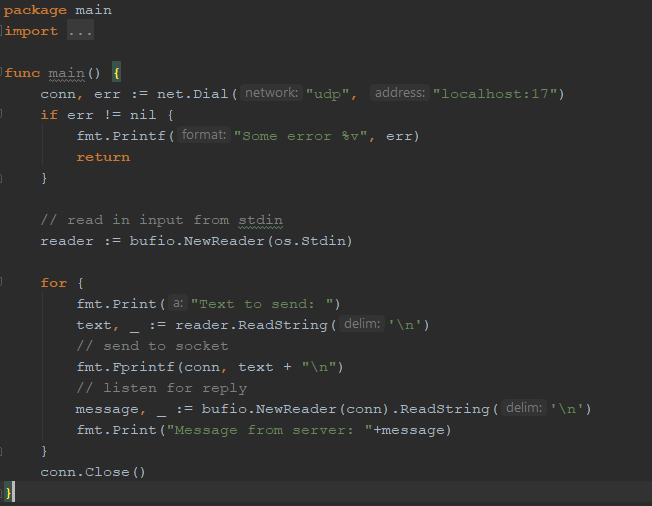 package main
import ...
func main() {
    conn, err := net.Dial( network: "udp", address: "localhost:17")
    if err != nil {
        fmt.Printf( format: "Some error %v", err)
        return
    }
    // read in input from stdin
    reader := bufio.NewReader(os.Stdin)
    for {
        fmt.Print( a: "Text to send: ")
        text, _ := reader.ReadString( delim: '\n')
        // send to socket
        fmt.Fprintf(conn, text + "\n")
        // listen for reply
        message, _ := bufio.NewReader(conn).ReadString( delim: '\n')
        fmt.Print("Message from server: "+message)
    }
    conn.Close()
}